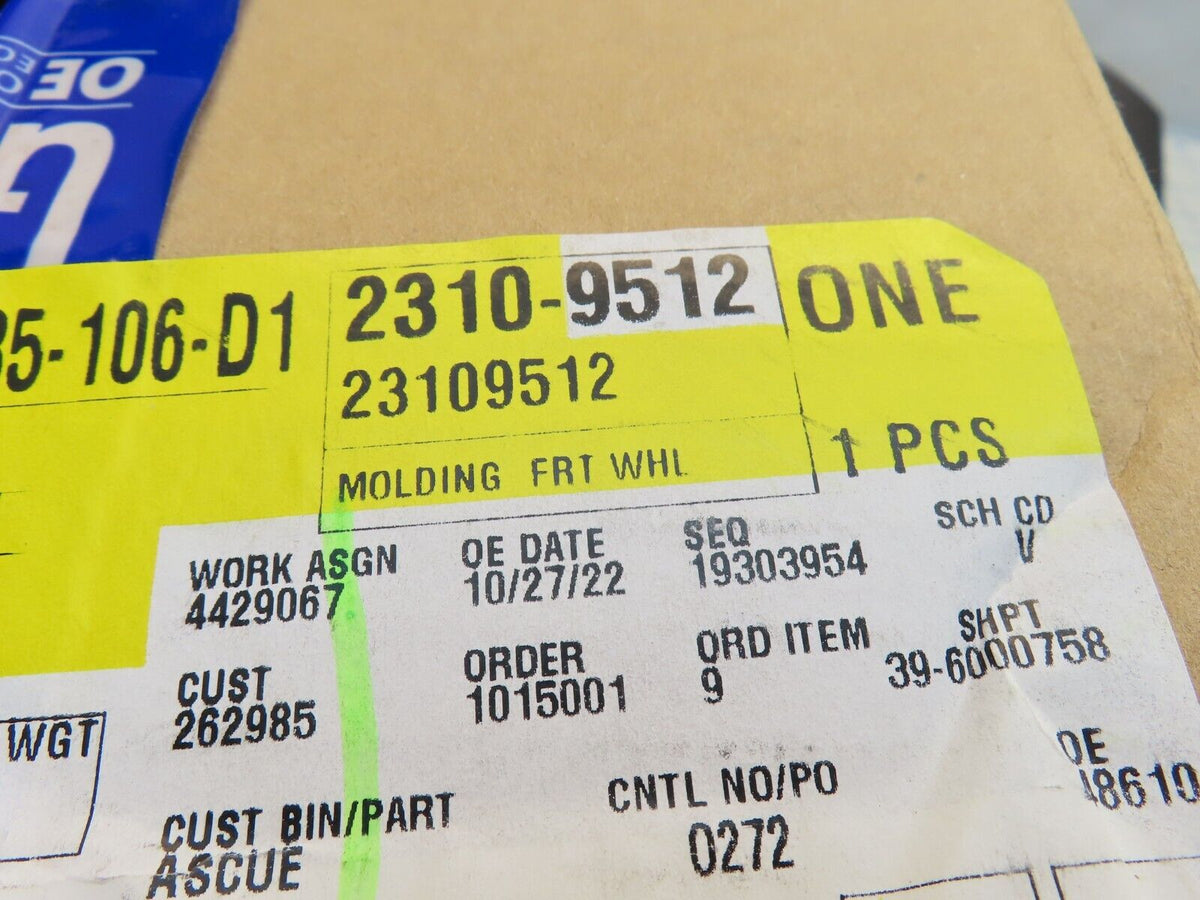 OE
G
35-106-D1
2310-9512
ONE
23109512
MOLDING FRT WHL
1 PCS
WORK ASGN
4429067
OE DATE
10/27/22
SEQ
19303954
SCH CD
V
CUST
262985
ORDER
1015001
ORD ITEM
9
SHPT
39-6000758
WGT
CUST BIN/PART
ASCUE
CNTL NO/PO
0272
OE
48610